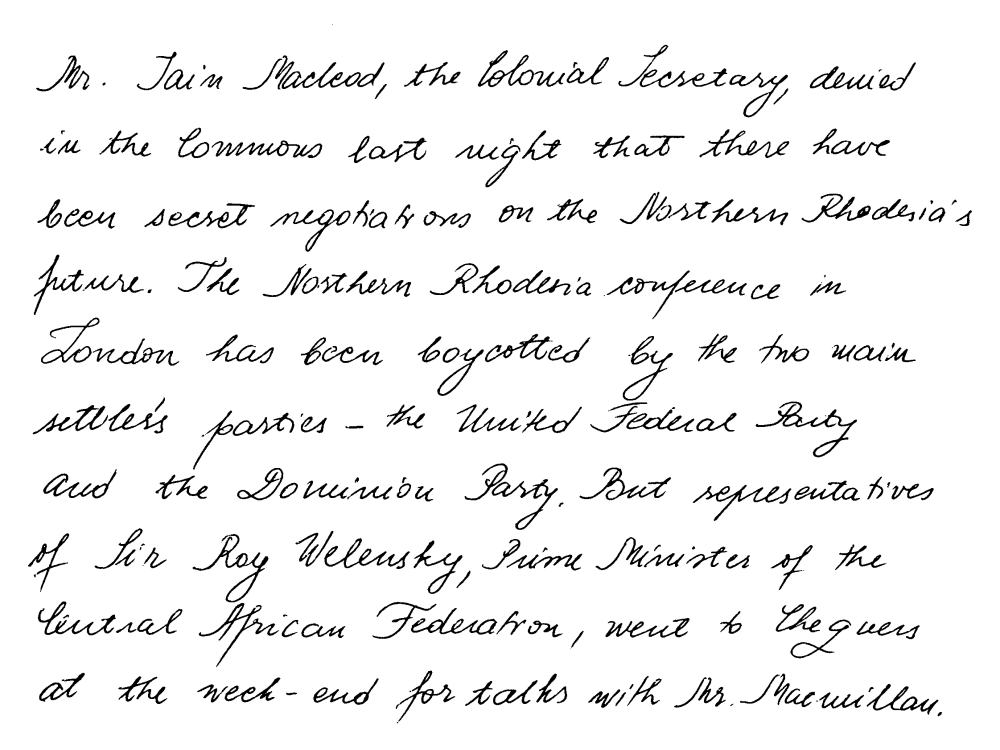 Mr. Iain Macleod, the Colonial Secretary, denied
in the Commons last night that there have
been secret negotiations on the Northern Rhodesia's
future. The Northern Rhodesia conference in
London has been boycotted by the two main
settler's parties - the United Federal Party
and the Dominion Party. But representatives
of Sir Roy Welensky, Prime Minister of the
Central African Federation, went to Chequers
at the week-end for talks with Mr. Macmillan.